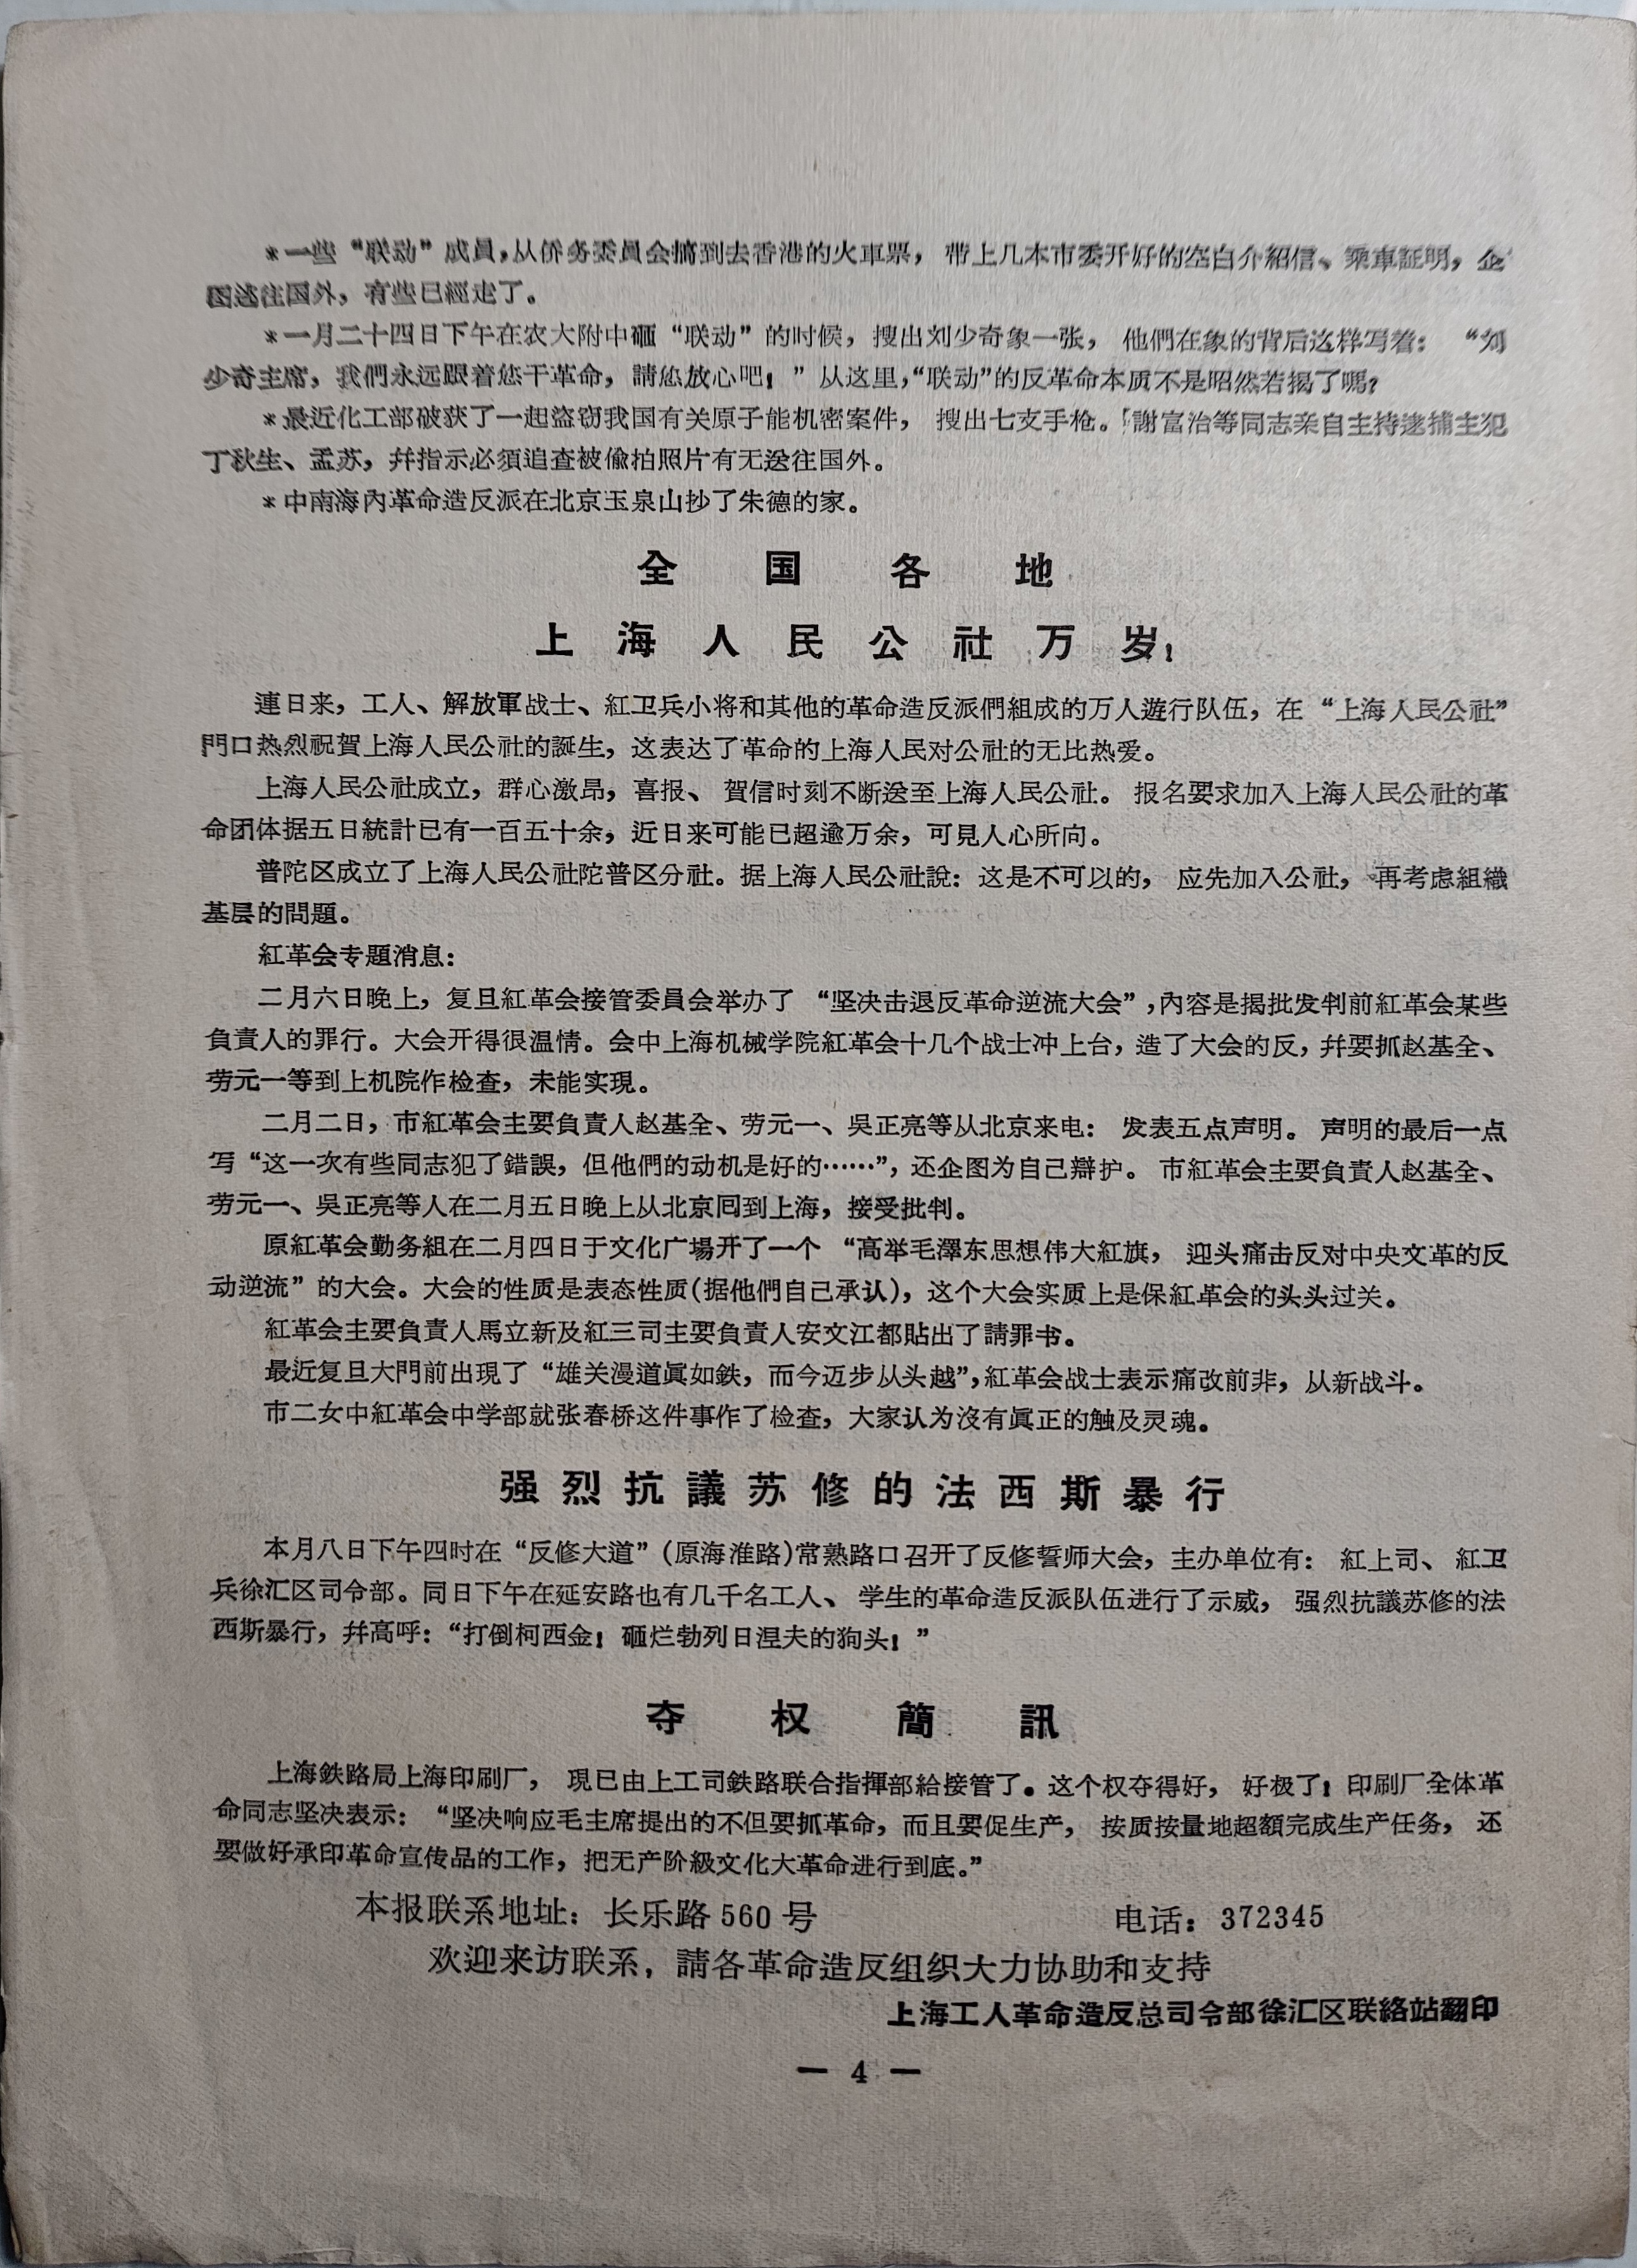 *一些“联动”成員，从侨务委員会搞到去香港的火車票，带上几本市委开好的空白介紹信、乘車証明，企
图逃往国外，有些已經走了。
*一月二十四日下午在农大附中砸“联动”的时候，搜出刘少奇象一张，他們在象的背后这样写着：“刘
少奇主席，我們永远跟着您干革命，請您放心吧！”从这里，“联动”的反革命本质不是昭然若揭了嗎？
*最近化工部破获了一起盜窃我国有关原子能机密案件，搜出七支手枪。「謝富治等同志亲自主持逮捕主犯
丁秋生、孟苏，幷指示必須追查被偸拍照片有无送往国外。
*中南海內革命造反派在北京玉泉山抄了朱德的家。
全国各地
上海人民公社万岁！
連日来，工人、解放軍战士、紅卫兵小将和其他的革命造反派們組成的万人遊行队伍，在“上海人民公社”
門口热烈祝賀上海人民公社的誕生，这表达了革命的上海人民对公社的无比热爱。
上海人民公社成立，群心激昂，喜报、賀信时刻不断送至上海人民公社。报名要求加入上海人民公社的革
命团体据五日統計已有一百五十余，近日来可能已超逾万余，可見人心所向。
普陀区成立了上海人民公社陀普区分社。据上海人民公社說：这是不可以的，应先加入公社，再考虑組織
基层的問題。
紅革会专題消息：
二月六日晚上，复旦紅革会接管委員会举办了“坚决击退反革命逆流大会”，內容是揭批发判前紅革会某些
負責人的罪行。大会开得很温情。会中上海机械学院紅革会十几个战士冲上台，造了大会的反，幷要抓赵基全、
劳元一等到上机院作检查，未能实現。
二月二日，市紅革会主要負責人赵基全、劳元一、吳正亮等从北京来电：发表五点声明。声明的最后一点
写“这一次有些同志犯了錯誤，但他們的动机是好的……”，还企图为自己辯护。市紅革会主要負責人赵基全、
劳元一、吳正亮等人在二月五日晚上从北京囘到上海，接受批判。
原紅革会勤务組在二月四日于文化广場开了一个“高举毛澤东思想伟大紅旗，迎头痛击反对中央文革的反
动逆流”的大会。大会的性质是表态性质(据他們自己承认)，这个大会实质上是保紅革会的头头过关。
紅革会主要負責人馬立新及紅三司主要負責人安文江都貼出了請罪书。
最近复旦大門前出現了“雄关漫道眞如鉄，而今迈步从头越”，紅革会战士表示痛改前非，从新战斗。
市二女中紅革会中学部就张春桥这件事作了检查，大家认为沒有眞正的触及灵魂。
强烈抗議苏修的法西斯暴行
本月八日下午四时在“反修大道”(原海淮路)常熟路口召开了反修誓师大会，主办单位有：紅上司、紅卫
兵徐汇区司令部。同日下午在延安路也有几千名工人、学生的革命造反派队伍进行了示威，强烈抗議苏修的法
西斯暴行，幷高呼：“打倒柯西金！砸烂勃列日涅夫的狗头！”
夺权簡訊
上海鉄路局上海印刷厂，現已由上工司鉄路联合指揮部給接管了。这个权夺得好，好极了！印刷厂全体革
命同志坚决表示：“坚决响应毛主席提出的不但要抓革命，而且要促生产，按质按量地超額完成生产任务，还
要做好承印革命宣传品的工作，把无产阶級文化大革命进行到底。”
本报联系地址：长乐路560号 电话：372345
欢迎来访联系，請各革命造反组织大力协助和支持
上海工人革命造反总司令部徐汇区联絡站翻印
— 4 —